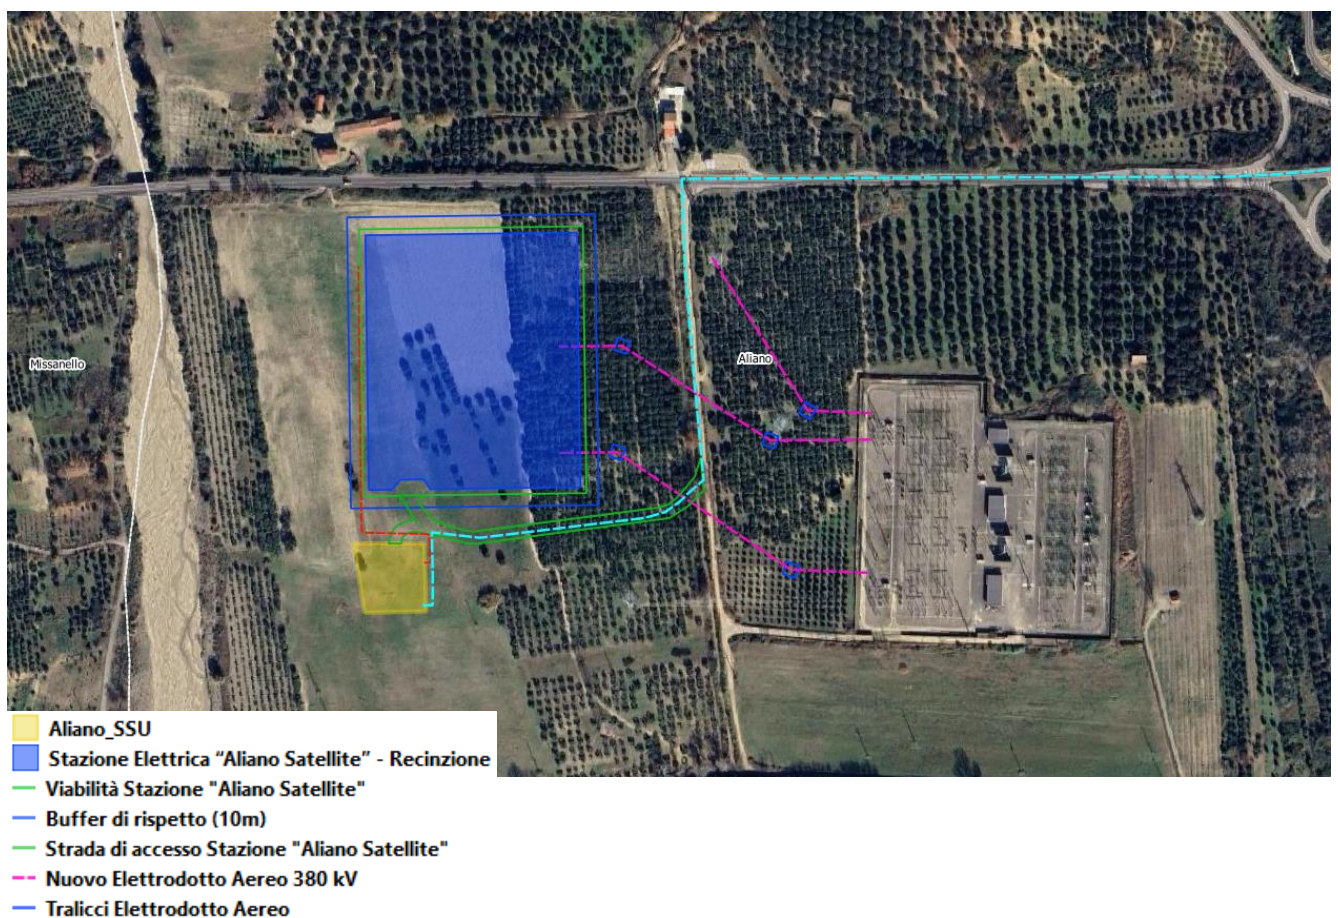 Missanello
Aliano
Aliano_SSU
Stazione Elettrica “Aliano Satellite” - Recinzione
Viabilità Stazione "Aliano Satellite"
Buffer di rispetto (10m)
Strada di accesso Stazione "Aliano Satellite"
Nuovo Elettrodotto Aereo 380 kV
Tralicci Elettrodotto Aereo